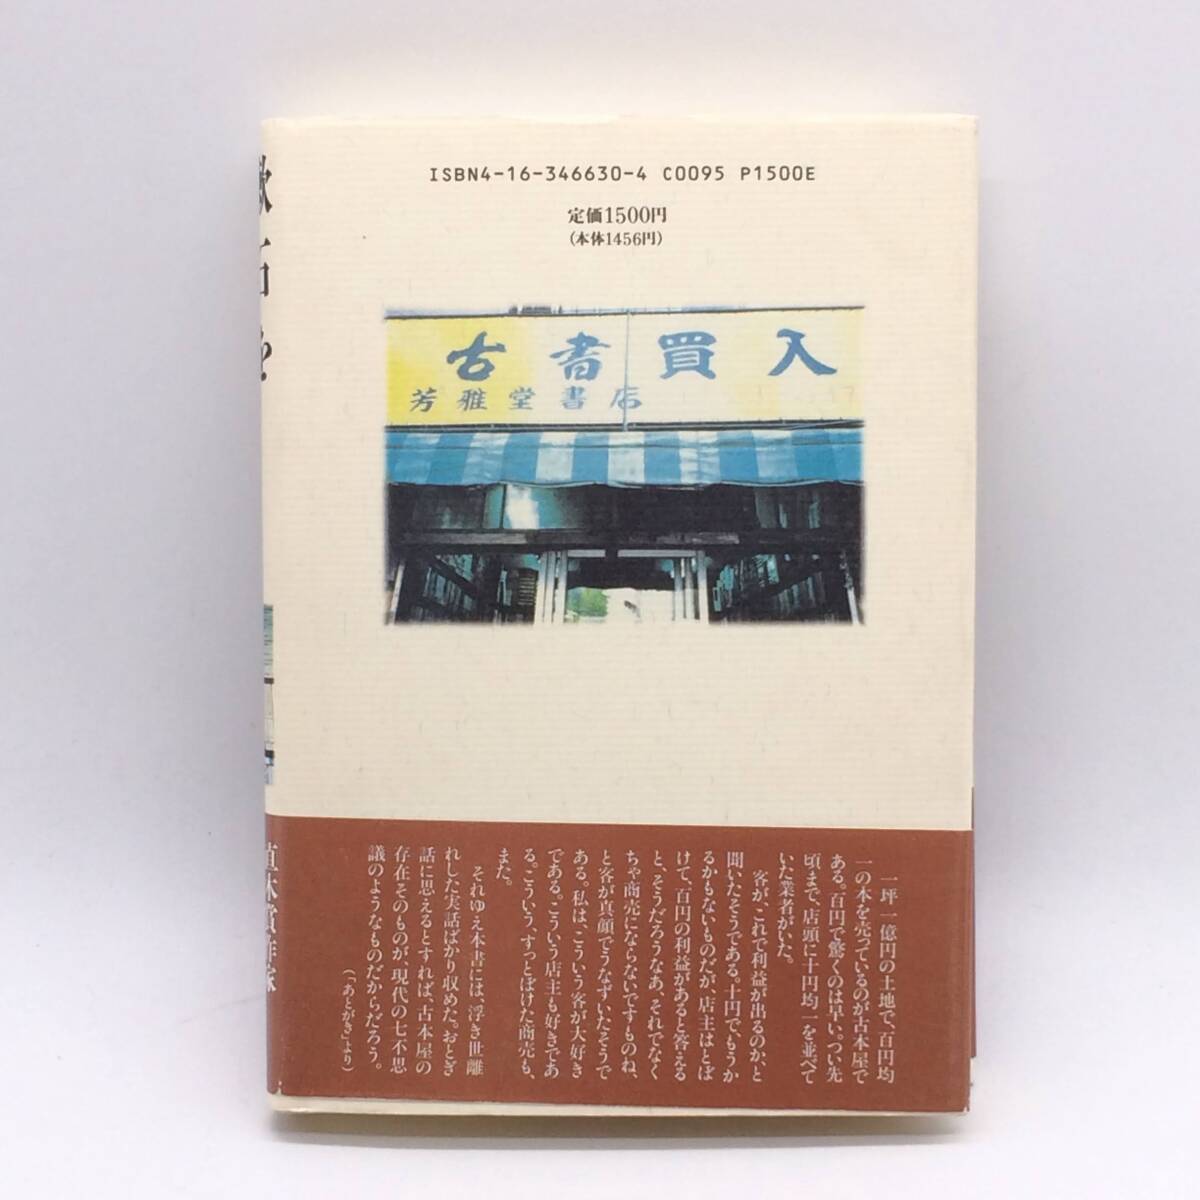 ISBN4-16-346630-4 C0095 P1500E
定価1500円
(本体1456円)
古書買入
芳雅堂書店
漱石を
直木賞作家
一坪一億円の土地で、百円均
一の本を売っているのが古本屋で
ある。百円で驚くのは早い。つい先
頃まで、店頭に十円均一を並べて
いた業者がいた。
客が、これで利益が出るのか、と
聞いたそうである。十円でもうか
るかもないものだが、店主はとぼ
けて、百円の利益があると答える
と、そうだろうなあ、それでなく
ちゃ商売にならないですものね、
と客が真顔でうなずいたそうで
ある。私は、こういう客が大好き
である。こういう店主も好きであ
る。こういう、すっとぼけた商売も、
また。
それゆえ本書には、浮き世離
れした実話ばかり収めた。おとぎ
話に思えるとすれば、古本屋の
存在そのものが、現代の七不思
議のようなものだからだろう。
(「あとがき」より)